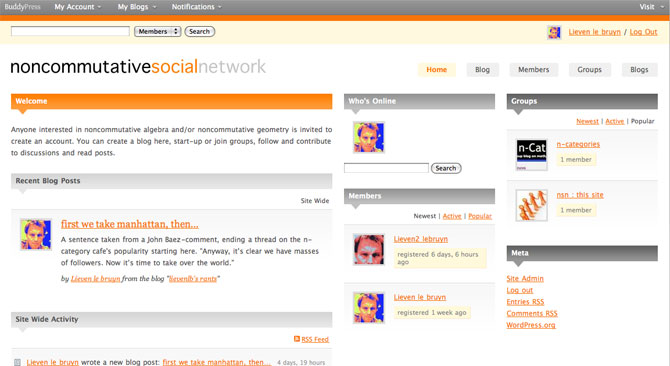 BuddyPress My Account My Blogs Notifications Visit
Members Search Lieven le bruyn / Log Out
noncommutativesocialnetwork
Home Blog Members Groups Blogs
Welcome
Anyone interested in noncommutative algebra and/or noncommutative geometry is invited to
create an account. You can create a blog here, start-up or join groups, follow and contribute
to discussions and read posts.
Recent Blog Posts
Site Wide
first we take manhattan, then...
A sentence taken from a John Baez-comment, ending a thread on the n-
category cafe's popularity starting here. "Anyway, it's clear we have masses
of followers. Now it's time to take over the world."
by Lieven le bruyn from the blog "lievenlb's rants"
Site Wide Activity
RSS Feed
Lieven le bruyn wrote a new blog post: first we take manhattan, then... 4 days, 19 hours
Who's Online
Search
Members
Newest | Active | Popular
Lieven2 lebruyn
registered 6 days, 6 hours
ago
Lieven le bruyn
registered 1 week ago
Groups
Newest | Active | Popular
n-Cat
n-categories
1 member
nsn : this site
1 member
Meta
Site Admin
Log out
Entries RSS
Comments RSS
WordPress.org